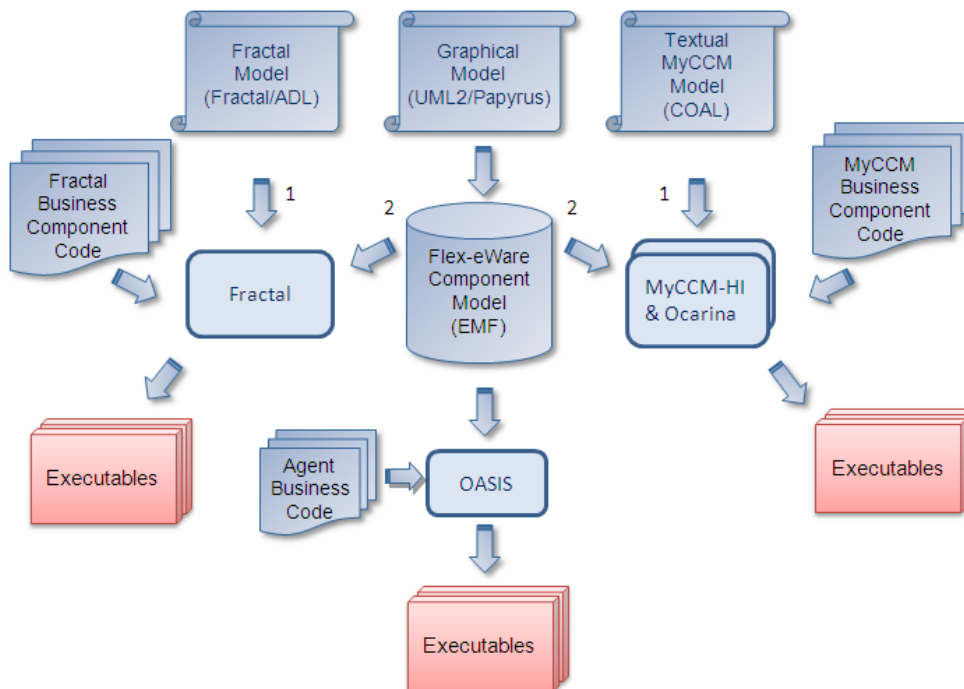 Fractal
Model
(Fractal/ADL)
Graphical
Model
(UML2/Papyrus)
Textual
MyCCM
Model
(COAL)
Fractal
Business
Component
Code
1
2
2
1
MyCCM
Business
Component
Code
Fractal
Flex-eWare
Component
Model
(EMF)
MyCCM-HI
& Ocarina
Executables
Agent
Business
Code
OASIS
Executables
Executables